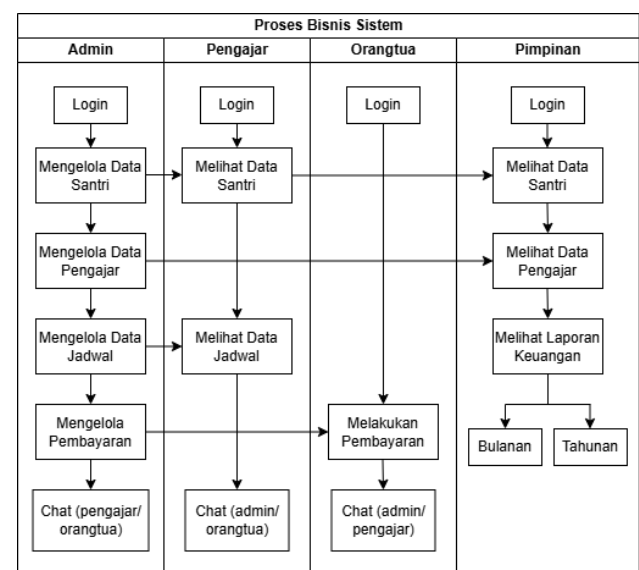 Proses Bisnis Sistem
Admin
Pengajar
Orangtua
Pimpinan
Login
Login
Login
Login
Mengelola Data
Santri
Melihat Data
Santri
Melihat Data
Santri
Mengelola Data
Pengajar
Melihat Data
Pengajar
Mengelola Data
Jadwal
Melihat Data
Jadwal
Melihat Laporan
Keuangan
Mengelola
Pembayaran
Melakukan
Pembayaran
Bulanan
Tahunan
Chat (pengajar/
orangtua)
Chat (admin/
orangtua)
Chat (admin/
pengajar)